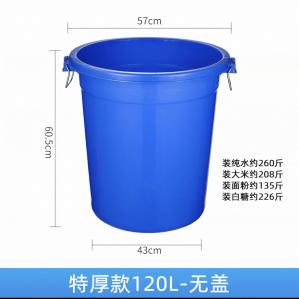 57cm
60.5cm
装纯水约260斤
装大米约208斤
装面粉约135斤
装白糖约226斤
43cm
特厚款120L-无盖